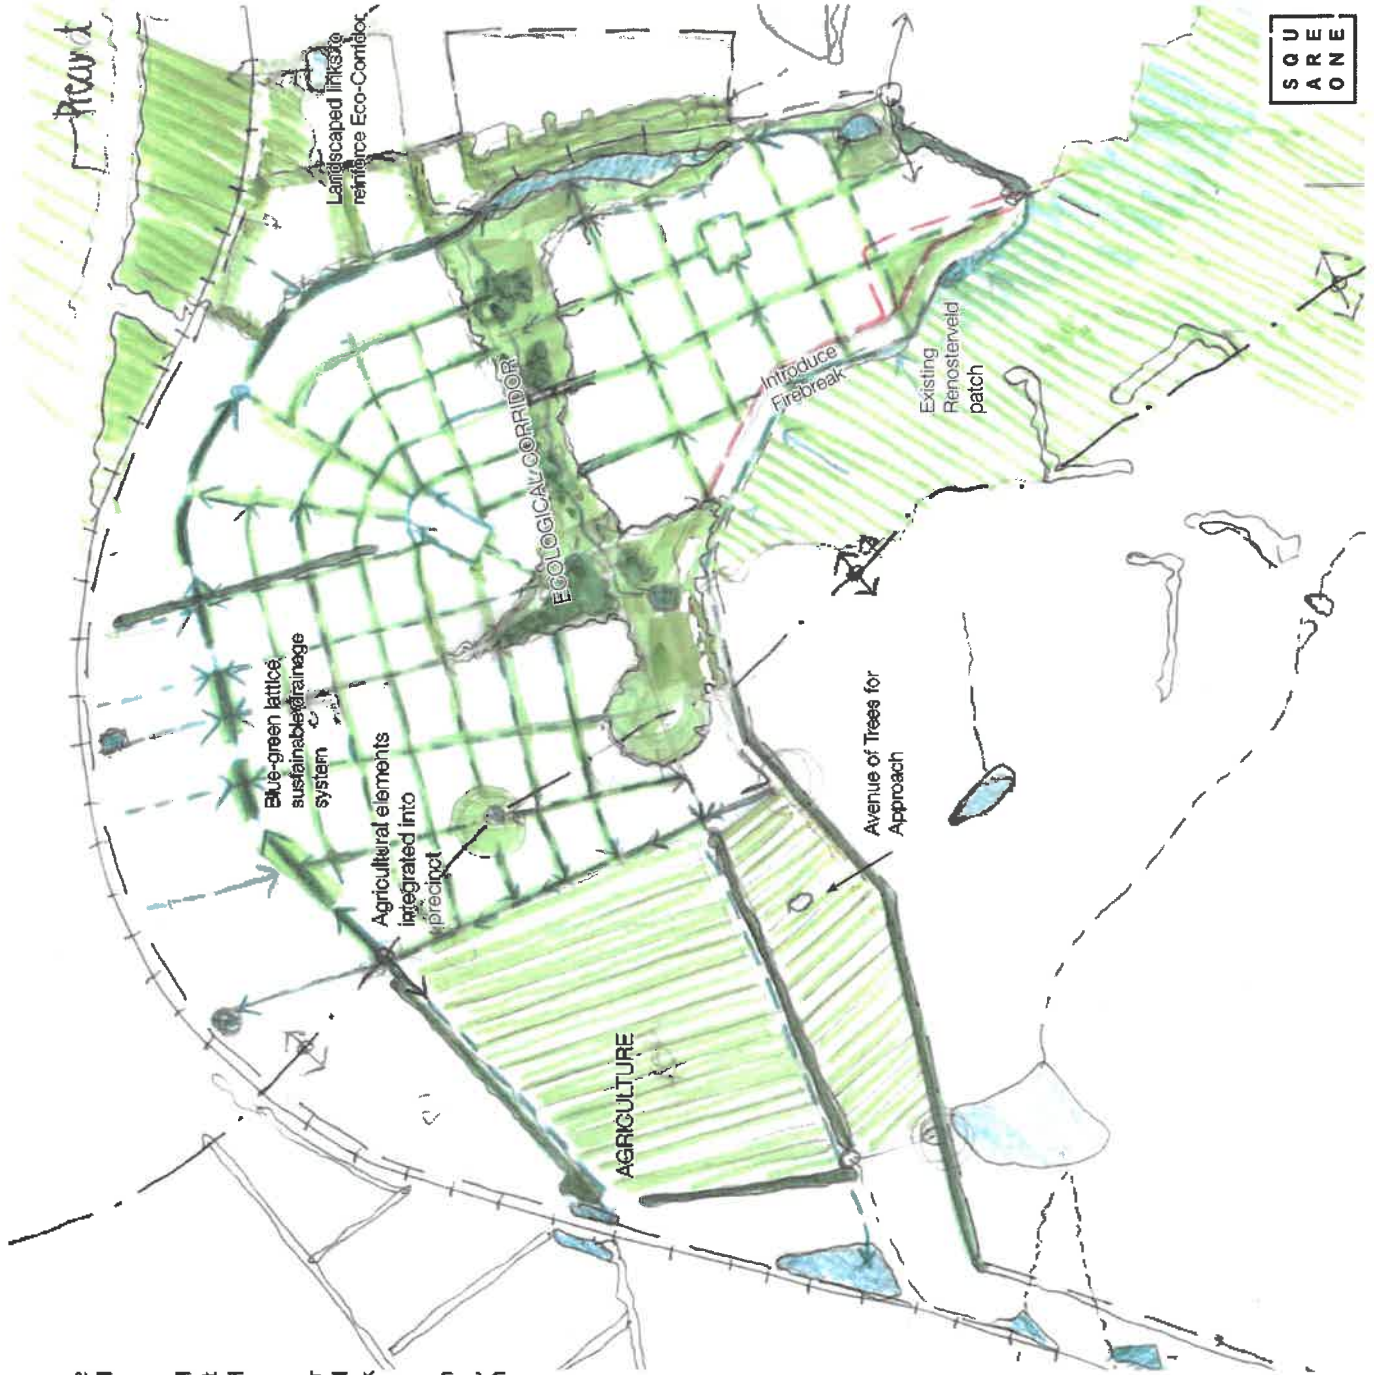 Landscaped links to
reinforce Eco-Corridor,
SQU
ARE
ONE
ECOLOGICAL CORRIDOR
Introduce
Firebreak
Existing
Renosterveld
patch
Blue-green lattice,
sustainable drainage
system
Agricultural elements
integrated into
precinct
Avenue of Trees for
Approach
AGRICULTURE